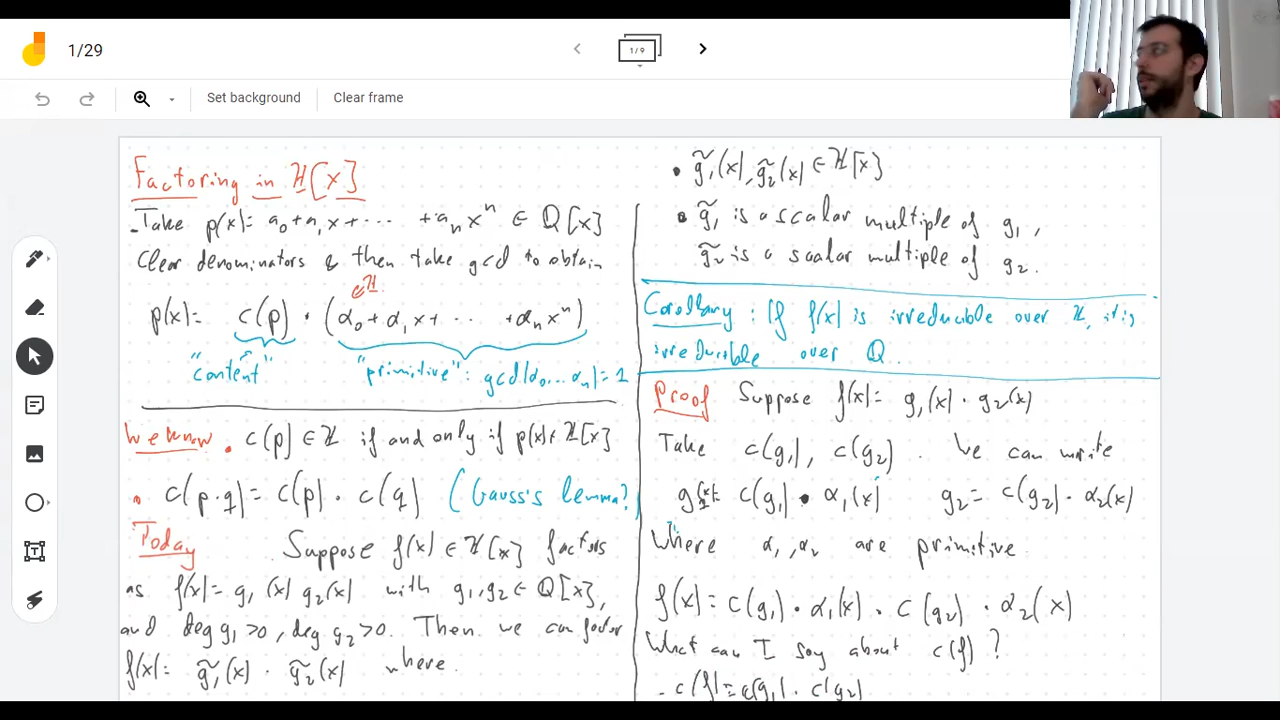 1/29
1/9
Set background
Clear frame
Factoring in ℤ[x]
Take p(x) = a₀+a₁x+ ⋯ +aₙxⁿ ∈ ℚ[x]
Clear denominators & then take gcd to obtain
∈ℤ
p(x)= c(p) · (α₀+α₁x+ ⋯ +αₙxⁿ)
"content"
"primitive": gcd(α₀...αₙ)=1
We know • c(p) ∈ ℤ if and only if p(x)∈ℤ[x]
• c(p·q) = c(p) · c(q) (Gauss's lemma?)
Today Suppose f(x) ∈ ℤ[x] factors
as f(x) = g₁(x) g₂(x) with g₁, g₂ ∈ ℚ[x],
and deg g₁>0, deg g₂>0. Then we can factor
f(x) = g̃₁(x) · g̃₂(x) where
• g̃₁(x), g̃₂(x) ∈ ℤ[x]
• g̃₁ is a scalar multiple of g₁,
g̃₂ is a scalar multiple of g₂.
Corollary: If f(x) is irreducible over ℤ, it is
irreducible over ℚ.
Proof Suppose f(x) = g₁(x) · g₂(x)
Take c(g₁), c(g₂). We can write
g₁(x)= c(g₁) · α₁(x) g₂= c(g₂) · α₂(x)
Where α₁, α₂ are primitive.
f(x) = c(g₁) · α₁(x) · c(g₂) · α₂(x)
What can I say about c(f)?
- c(f) = c(g₁) · c(g₂)